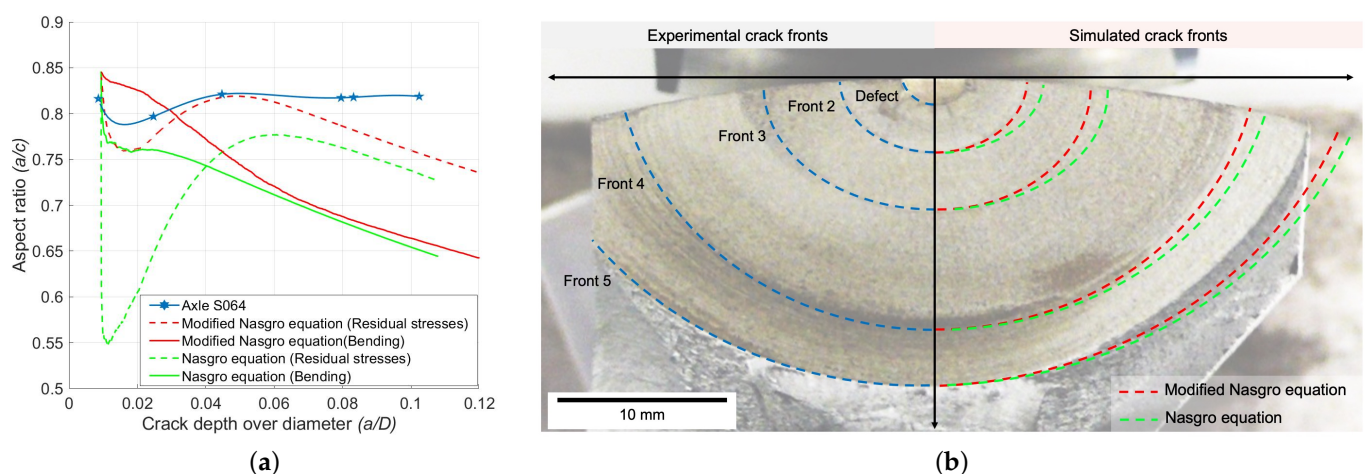 0.9
0.85
0.8
0.75
0.7
0.65
0.6
0.55
0.5
Aspect ratio (a/c)
Axle S064
Modified Nasgro equation (Residual stresses)
Modified Nasgro equation(Bending)
Nasgro equation (Residual stresses)
Nasgro equation (Bending)
0 0.02 0.04 0.06 0.08 0.1 0.12
Crack depth over diameter (a/D)
(a)
Experimental crack fronts
Simulated crack fronts
Defect
Front 2
Front 3
Front 4
Front 5
10 mm
Modified Nasgro equation
Nasgro equation
(b)